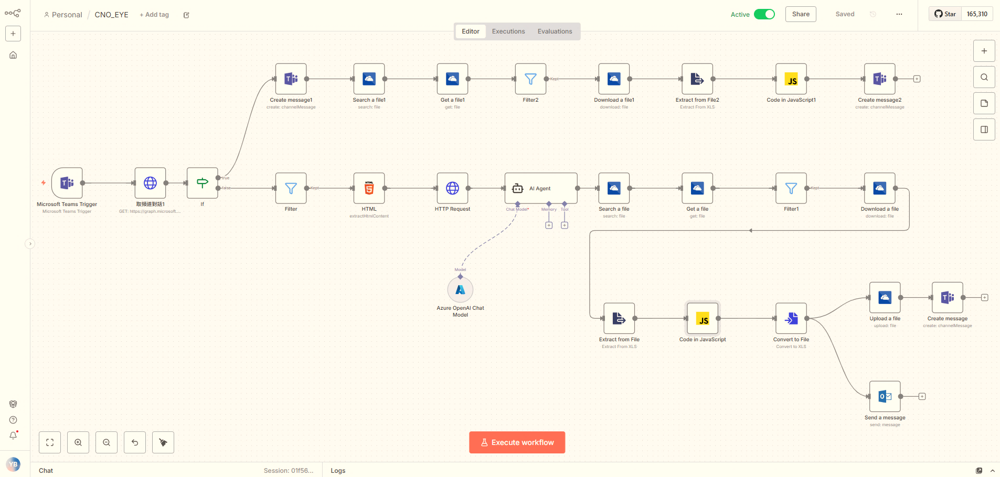 Personal / CNO_EYE + Add tag
Active
Share
Saved
Star 165,310
Editor Executions Evaluations
Create message1
create: channelMessage
Search a file1
search: file
Get a file1
get: file
Filter2
Kept
Download a file1
download: file
Extract from File2
Extract From XLS
JS
Code in JavaScript1
Create message2
create: channelMessage
Microsoft Teams Trigger
Microsoft Teams Trigger
取頻道對話1
GET: https://graph.microsoft....
If
true
false
Filter
Kept
HTML
HTML
extractHtmlContent
HTTP Request
AI Agent
Chat Model*
Memory
Tool
Search a file
search: file
Get a file
get: file
Filter1
Kept
Download a file
download: file
Model
Azure OpenAI Chat
Model
Extract from File
Extract From XLS
JS
Code in JavaScript
Convert to File
Convert to XLS
Upload a file
upload: file
Create message
create: channelMessage
Send a message
send: message
Execute workflow
YB
Chat
Session: 01f56...
Logs